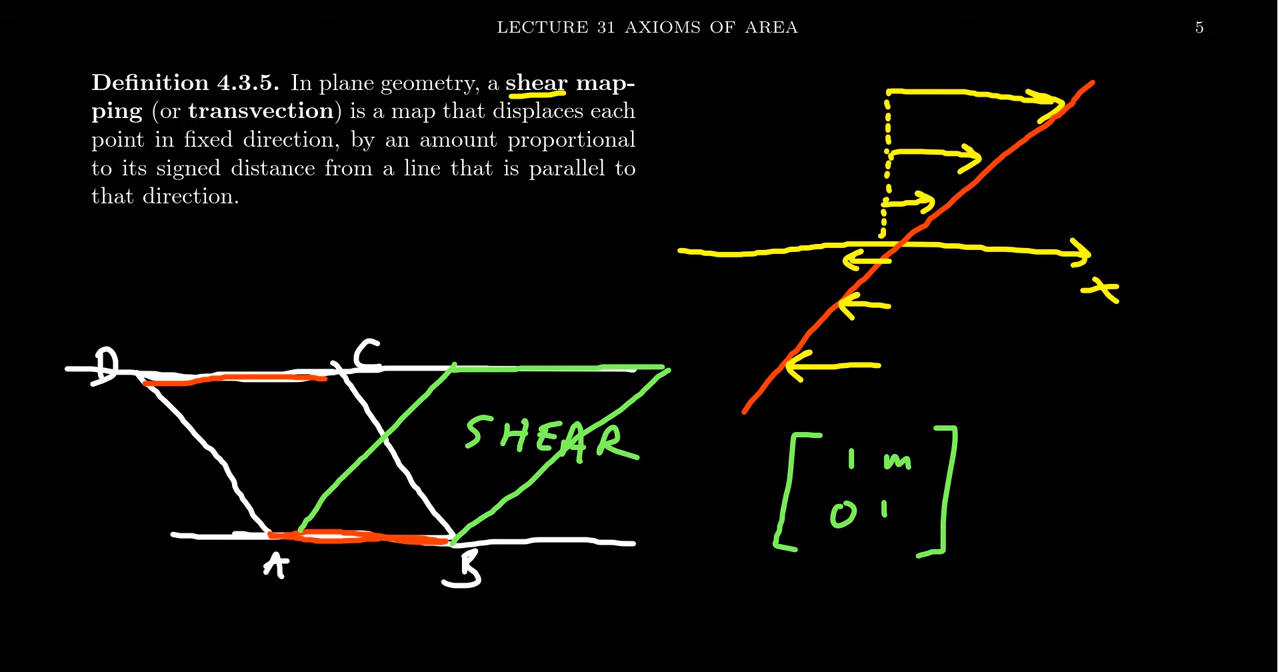 LECTURE 31 AXIOMS OF AREA 5
Definition 4.3.5. In plane geometry, a shear map-
ping (or transvection) is a map that displaces each
point in fixed direction, by an amount proportional
to its signed distance from a line that is parallel to
that direction.
x
D C
SHEAR
A B
1 m
0 1